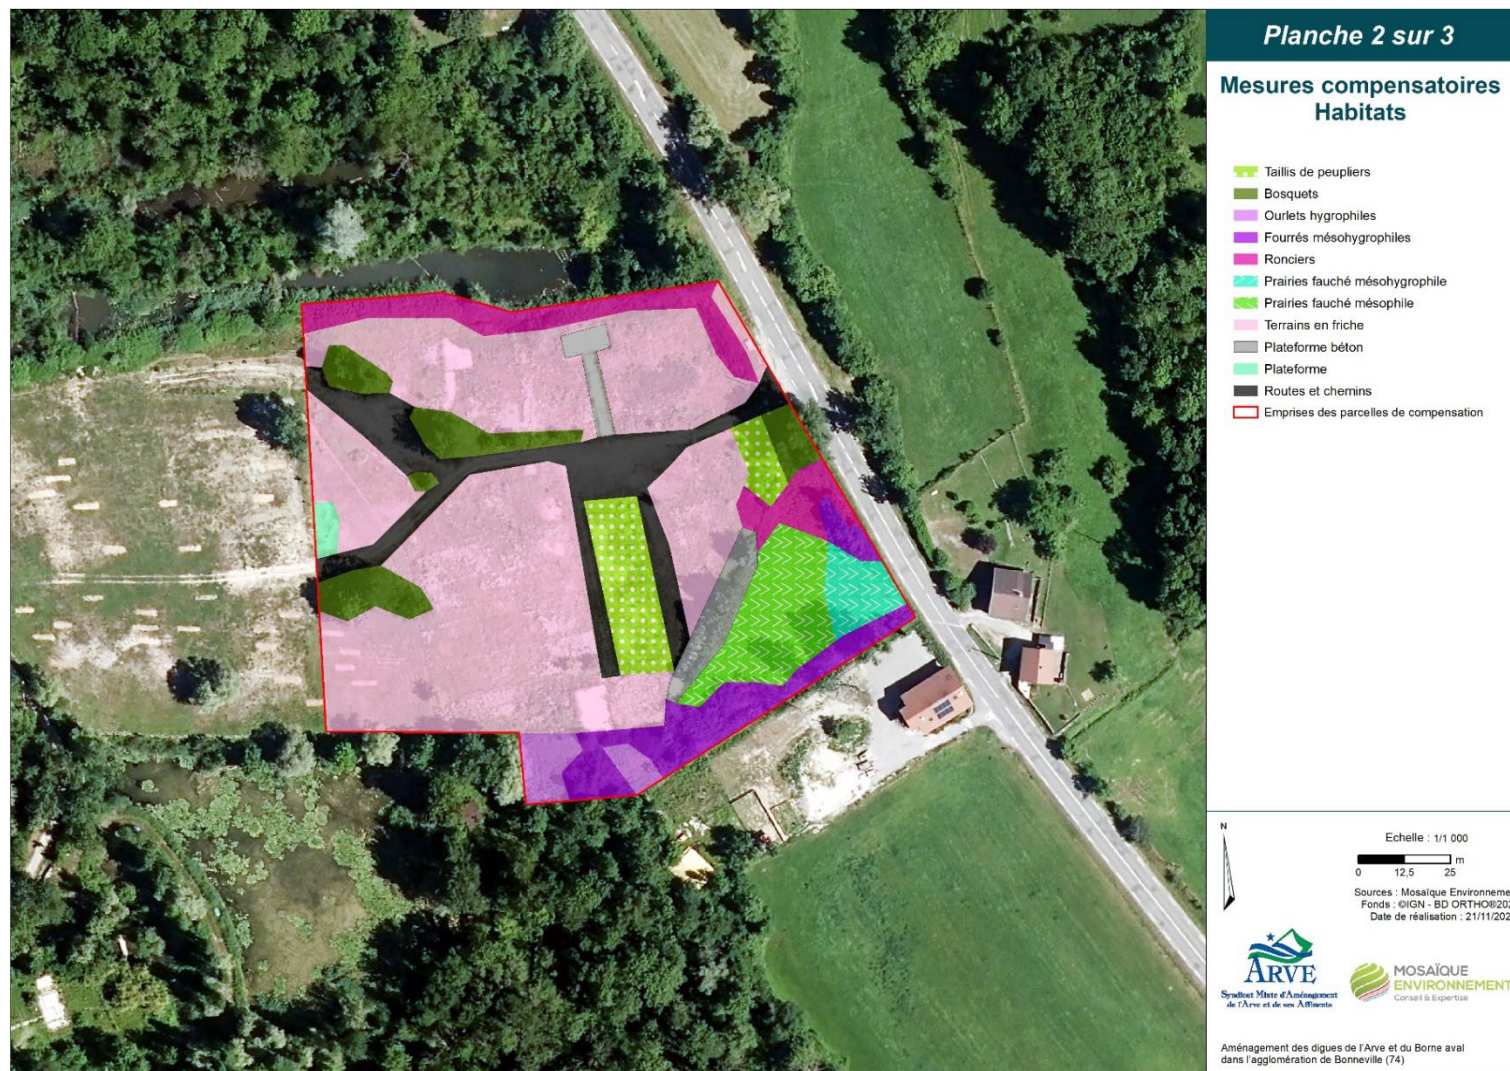 Planche 2 sur 3
Mesures compensatoires
Habitats
Taillis de peupliers
Bosquets
Ourlets hygrophiles
Fourrés mésohygrophiles
Ronciers
Prairies fauché mésohygrophile
Prairies fauché mésophile
Terrains en friche
Plateforme béton
Plateforme
Routes et chemins
Emprises des parcelles de compensation
N
Echelle : 1/1 000
m
0 12,5 25
Sources : Mosaïque Environneme
Fonds : ©IGN - BD ORTHO®202
Date de réalisation : 21/11/202
ARVE
Syndicat Mixte d'Aménagement
de l'Arve et de ses Affluents
MOSAÏQUE
ENVIRONNEMENT
Conseil & Expertise
Aménagement des digues de l'Arve et du Borne aval
dans l'agglomération de Bonneville (74)